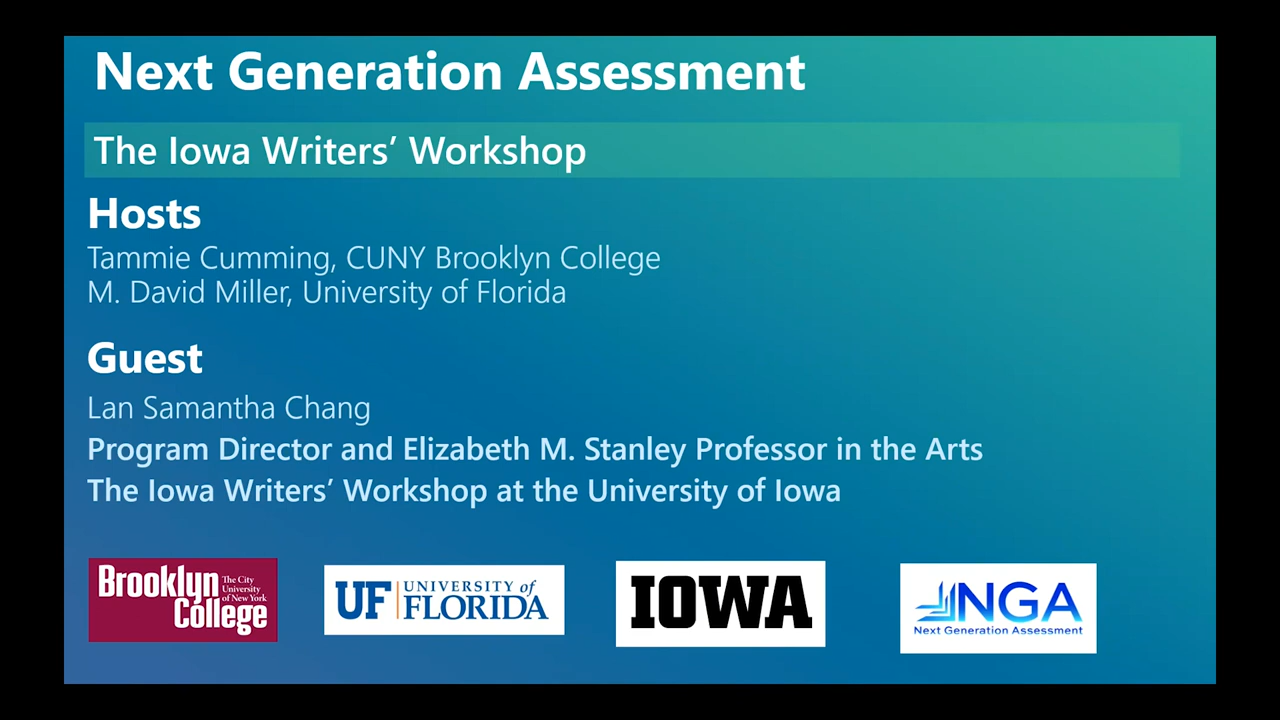 Next Generation Assessment
The Iowa Writers’ Workshop
Hosts
Tammie Cumming, CUNY Brooklyn College
M. David Miller, University of Florida
Guest
Lan Samantha Chang
Program Director and Elizabeth M. Stanley Professor in the Arts
The Iowa Writers’ Workshop at the University of Iowa
Brooklyn College
The City
University
of New York
UF UNIVERSITY of
FLORIDA
IOWA
NGA
Next Generation Assessment